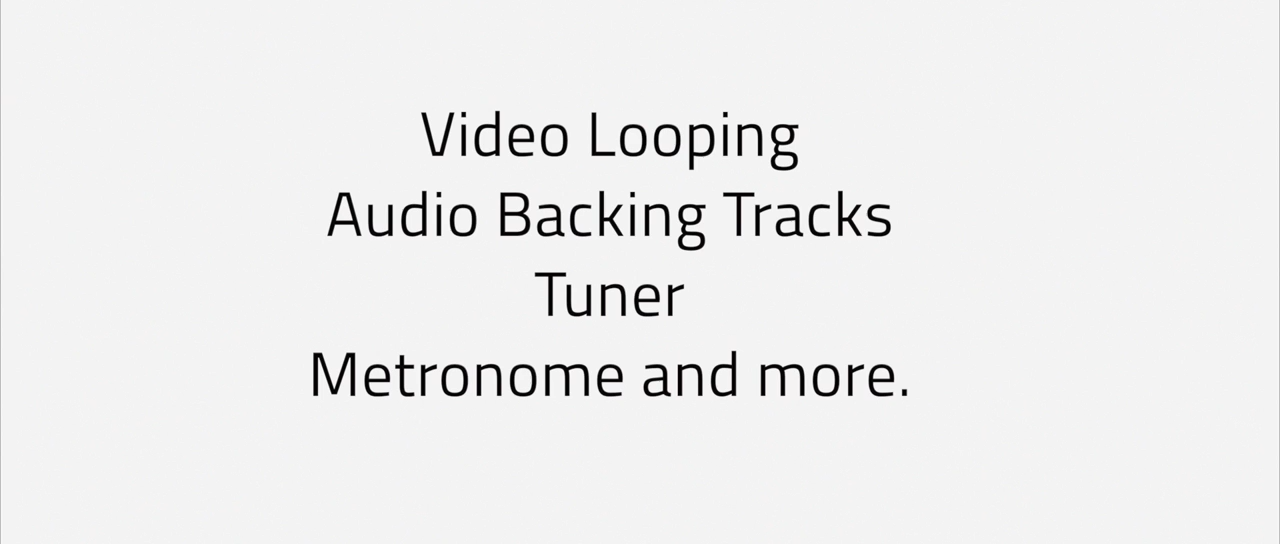 Video Looping
Audio Backing Tracks
Tuner
Metronome and more.